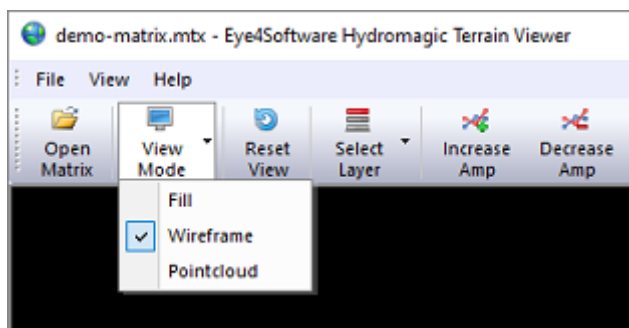 demo-matrix.mtx - Eye4Software Hydromagic Terrain Viewer
File View Help
Open Matrix
View Mode
Reset View
Select Layer
Increase Amp
Decrease Amp
Fill
Wireframe
Pointcloud